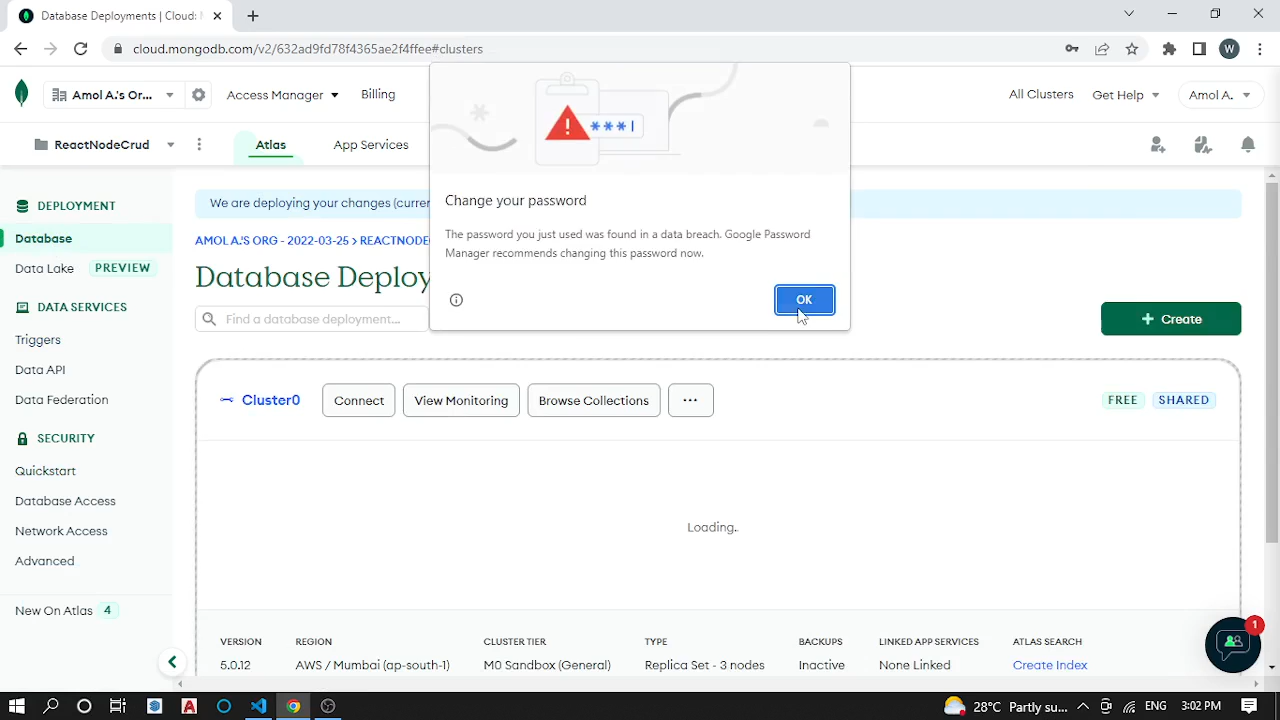 Database Deployments | Cloud:
cloud.mongodb.com/v2/632ad9fd78f4365ae2f4ffee#clusters
W
Amol A.'s Or...
Access Manager
Billing
All Clusters
Get Help
Amol A.
ReactNodeCrud
Atlas
App Services
***|
DEPLOYMENT
Database
Data Lake PREVIEW
DATA SERVICES
Triggers
Data API
Data Federation
SECURITY
Quickstart
Database Access
Network Access
Advanced
New On Atlas 4
We are deploying your changes (curren
AMOL A.'S ORG - 2022-03-25 > REACTNODE
Database Deploy
Find a database deployment...
Change your password
The password you just used was found in a data breach. Google Password
Manager recommends changing this password now.
OK
+ Create
Cluster0
Connect
View Monitoring
Browse Collections
...
FREE
SHARED
Loading..
VERSION
REGION
CLUSTER TIER
TYPE
BACKUPS
LINKED APP SERVICES
ATLAS SEARCH
5.0.12
AWS / Mumbai (ap-south-1)
M0 Sandbox (General)
Replica Set - 3 nodes
Inactive
None Linked
Create Index
1
28°C Partly su...
ENG
3:02 PM